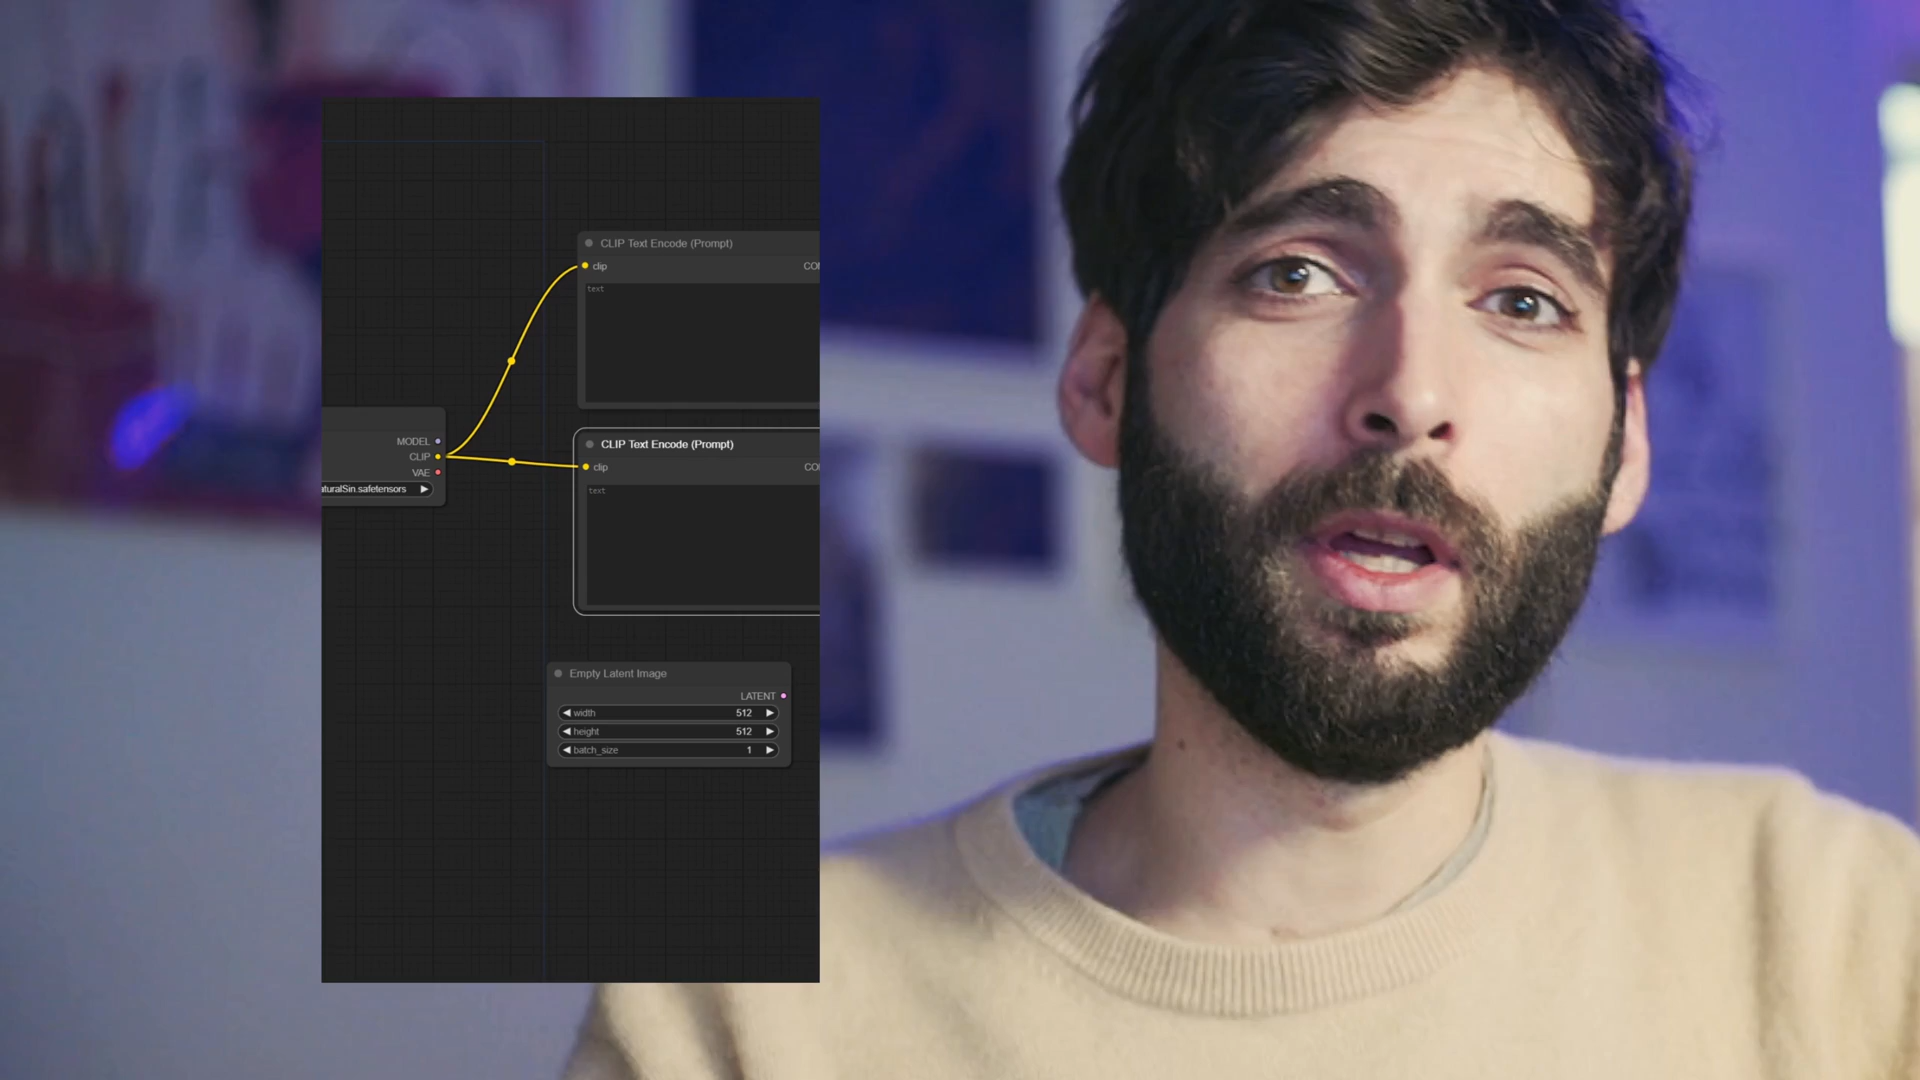 CLIP Text Encode (Prompt)
clip
text
MODEL
CLIP
VAE
aturalSin.safetensors
CLIP Text Encode (Prompt)
clip
text
Empty Latent Image
LATENT
width 512
height 512
batch_size 1